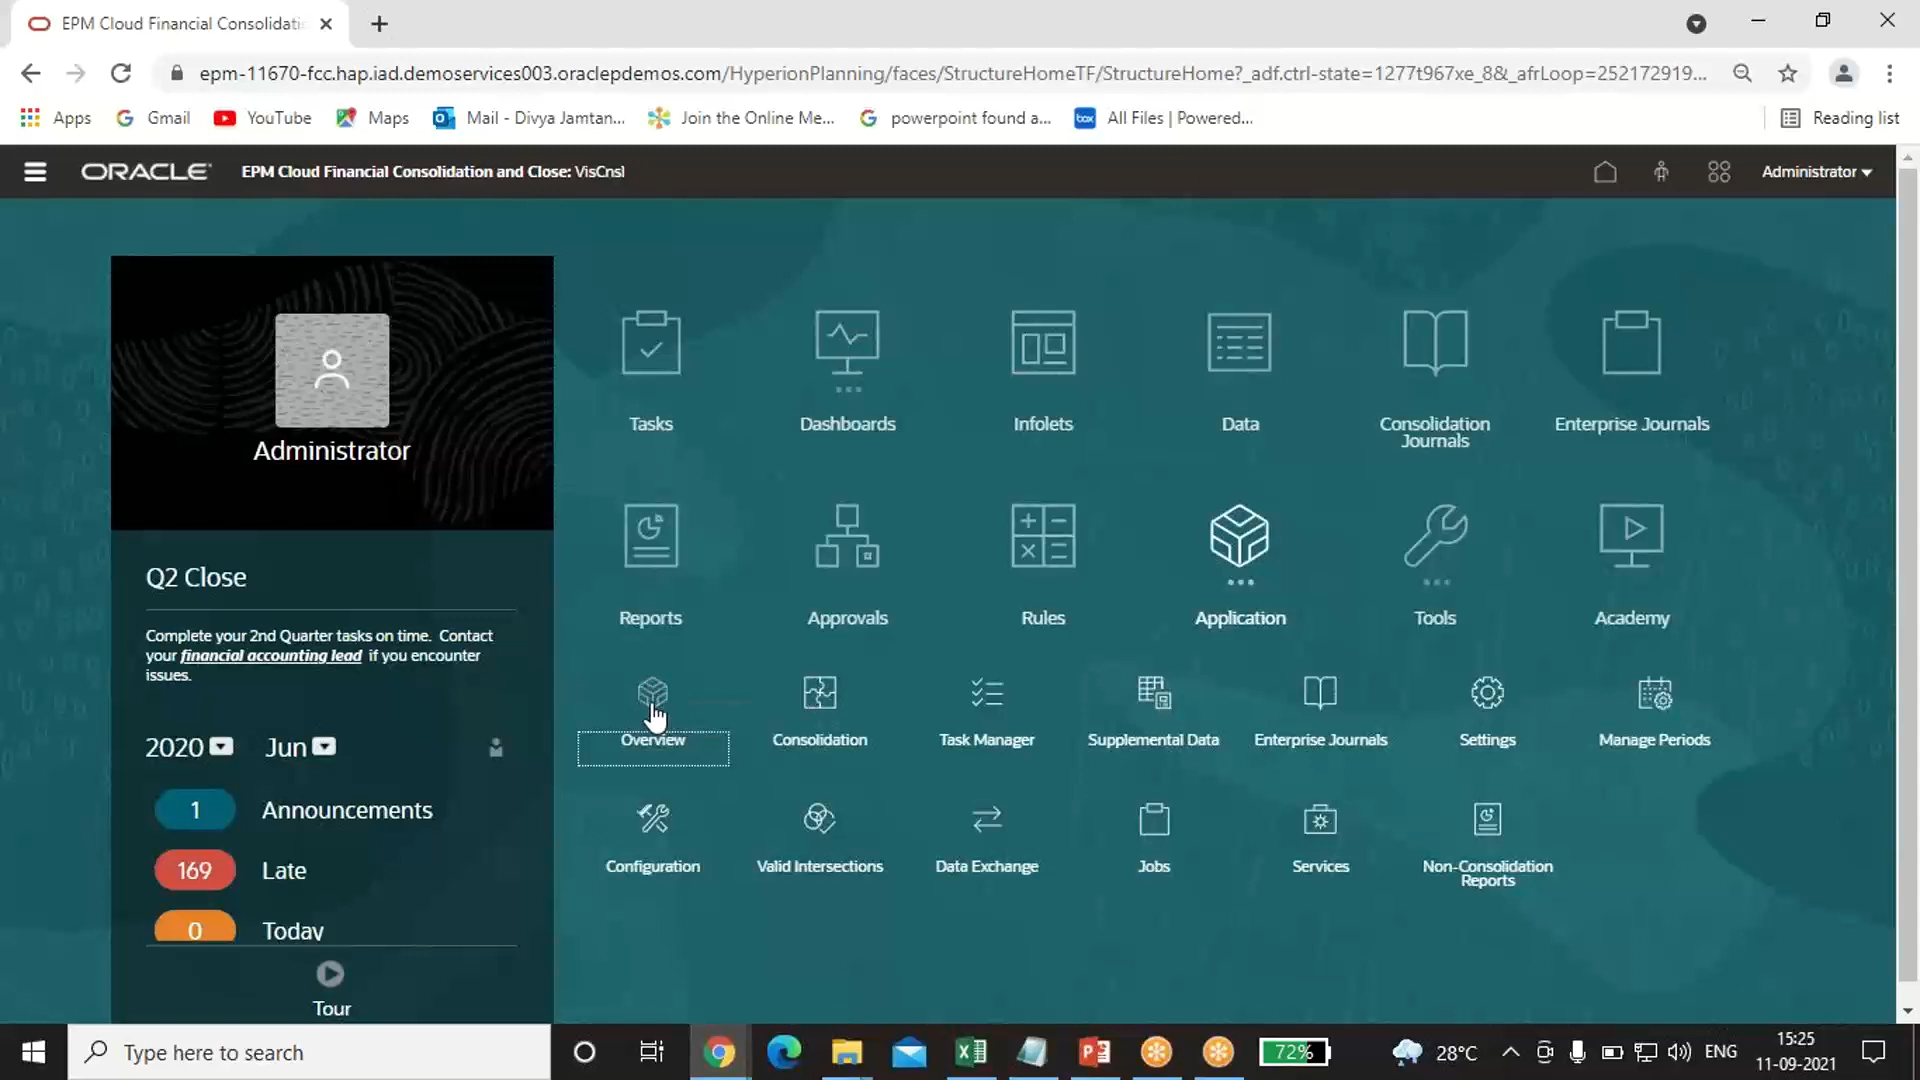 EPM Cloud Financial Consolidati
epm-11670-fcc.hap.iad.demoservices003.oraclepdemos.com/HyperionPlanning/faces/StructureHomeTF/StructureHome?_adf.ctrl-state=1277t967xe_8&_afrLoop=252172919...
Apps
Gmail
YouTube
Maps
Mail - Divya Jamtan...
Join the Online Me...
powerpoint found a...
box
All Files | Powered...
Reading list
ORACLE
EPM Cloud Financial Consolidation and Close: VisCnsl
Administrator
Administrator
Q2 Close
Complete your 2nd Quarter tasks on time. Contact
your financial accounting lead if you encounter
issues.
2020
Jun
1 Announcements
169 Late
0 Today
Tour
Tasks
Dashboards
Infolets
Data
Consolidation
Journals
Enterprise Journals
Reports
Approvals
Rules
Application
Tools
Academy
Overview
Consolidation
Task Manager
Supplemental Data
Enterprise Journals
Settings
Manage Periods
Configuration
Valid Intersections
Data Exchange
Jobs
Services
Non-Consolidation
Reports
Type here to search
72%
28°C
ENG
15:25
11-09-2021